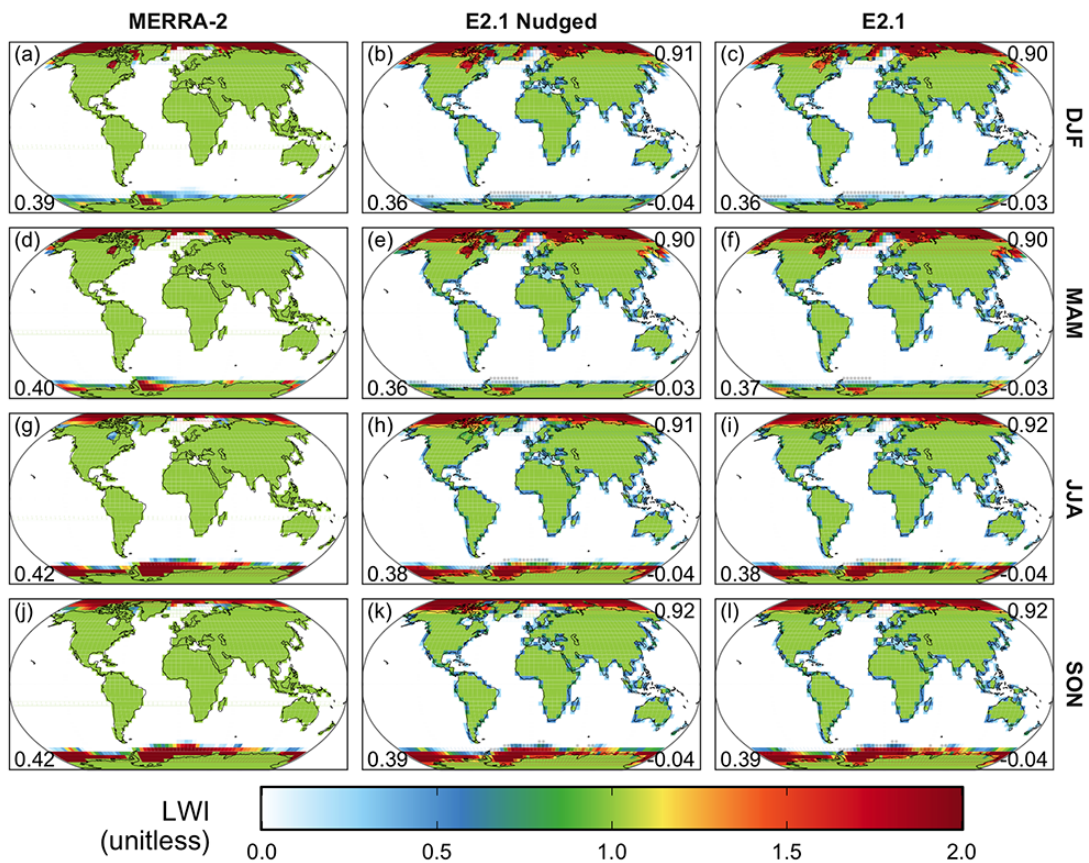 MERRA-2 E2.1 Nudged E2.1
(a) (b) 0.91 (c) 0.90
DJF
0.39 0.36 -0.04 0.36 -0.03
(d) (e) 0.90 (f) 0.90
MAM
0.40 0.36 -0.03 0.37 -0.03
(g) (h) 0.91 (i) 0.92
JJA
0.42 0.38 -0.04 0.38 -0.04
(j) (k) 0.92 (l) 0.92
SON
0.42 0.39 -0.04 0.39 -0.04
LWI
(unitless)
0.0 0.5 1.0 1.5 2.0